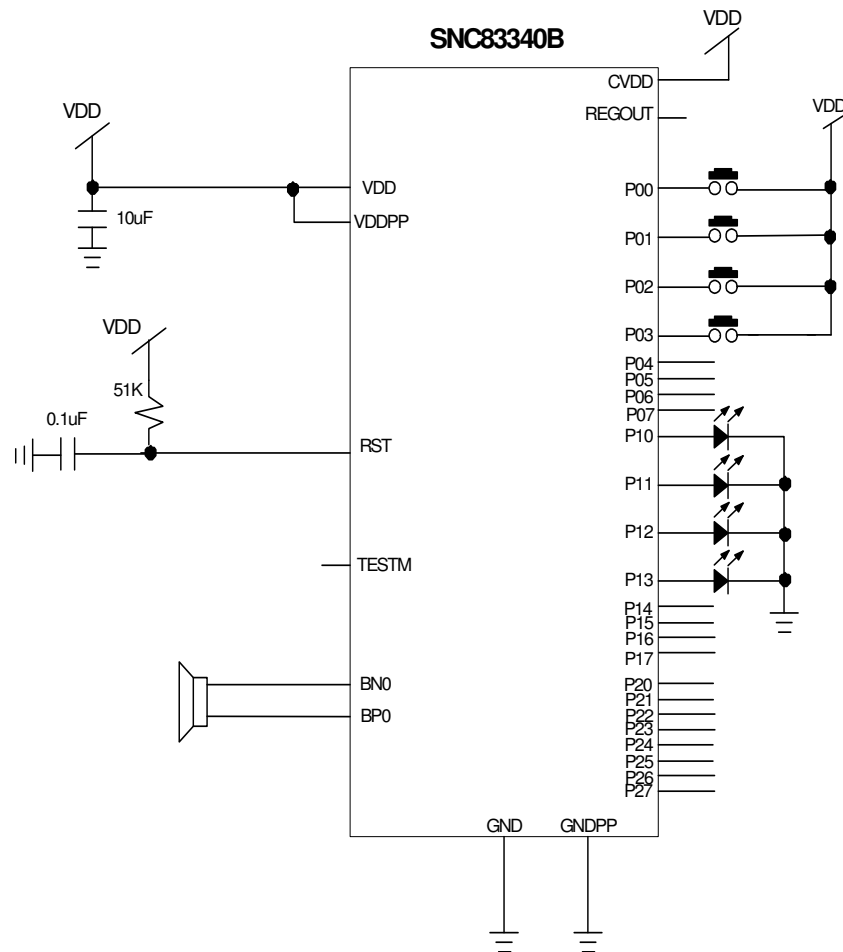 SNC83340B
VDD
CVDD
REGOUT
VDD
VDD
VDD
VDDPP
10uF
P00
P01
P02
P03
P04
P05
P06
P07
VDD
51K
0.1uF
RST
P10
P11
P12
P13
TESTM
P14
P15
P16
P17
BN0
BP0
P20
P21
P22
P23
P24
P25
P26
P27
GND
GNDPP